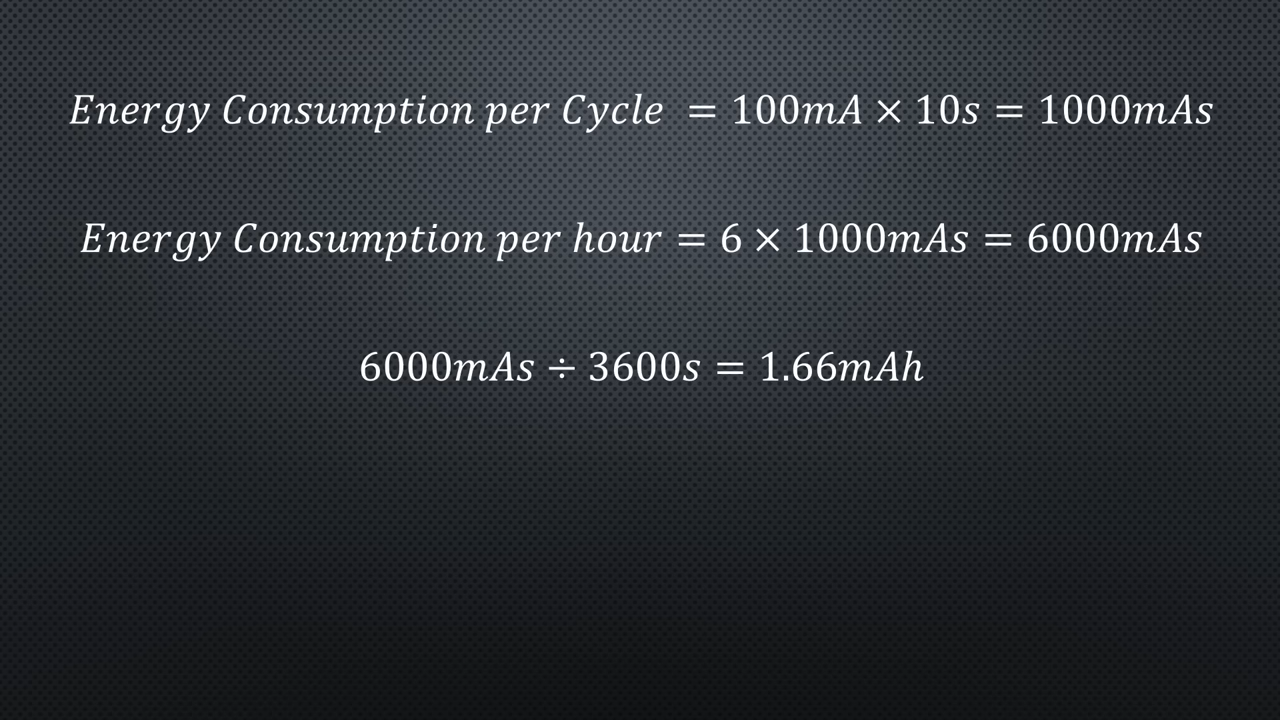 Energy Consumption per Cycle = 100mA × 10s = 1000mAs
Energy Consumption per hour = 6 × 1000mAs = 6000mAs
6000mAs ÷ 3600s = 1.66mAh